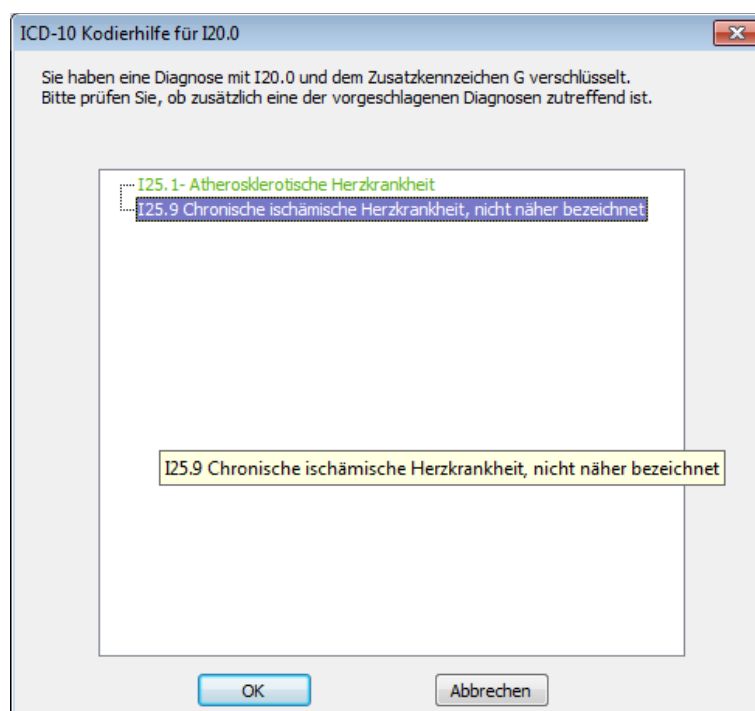 ICD-10 Kodierhilfe für I20.0
Sie haben eine Diagnose mit I20.0 und dem Zusatzkennzeichen G verschlüsselt.
Bitte prüfen Sie, ob zusätzlich eine der vorgeschlagenen Diagnosen zutreffend ist.
I25.1- Atherosklerotische Herzkrankheit
I25.9 Chronische ischämische Herzkrankheit, nicht näher bezeichnet
I25.9 Chronische ischämische Herzkrankheit, nicht näher bezeichnet
OK
Abbrechen